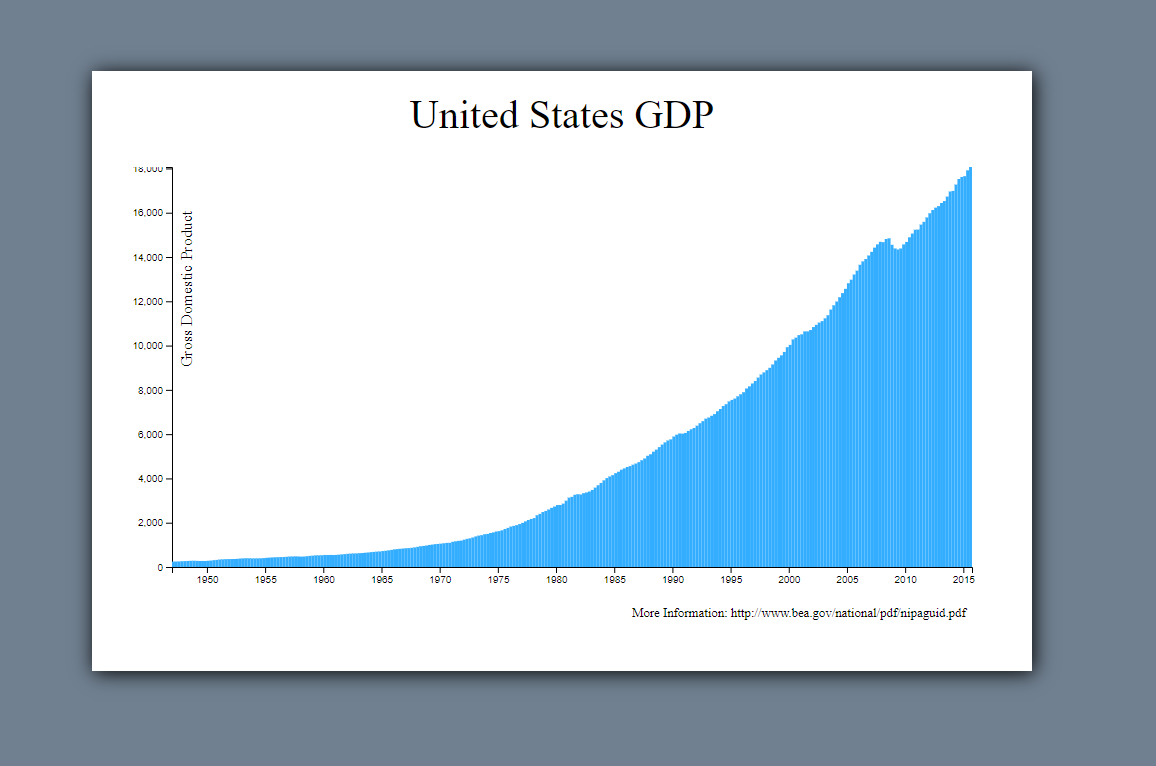 United States GDP
18,000
16,000
14,000
12,000
10,000
8,000
6,000
4,000
2,000
0
Gross Domestic Product
1950 1955 1960 1965 1970 1975 1980 1985 1990 1995 2000 2005 2010 2015
More Information: http://www.bea.gov/national/pdf/nipaguid.pdf